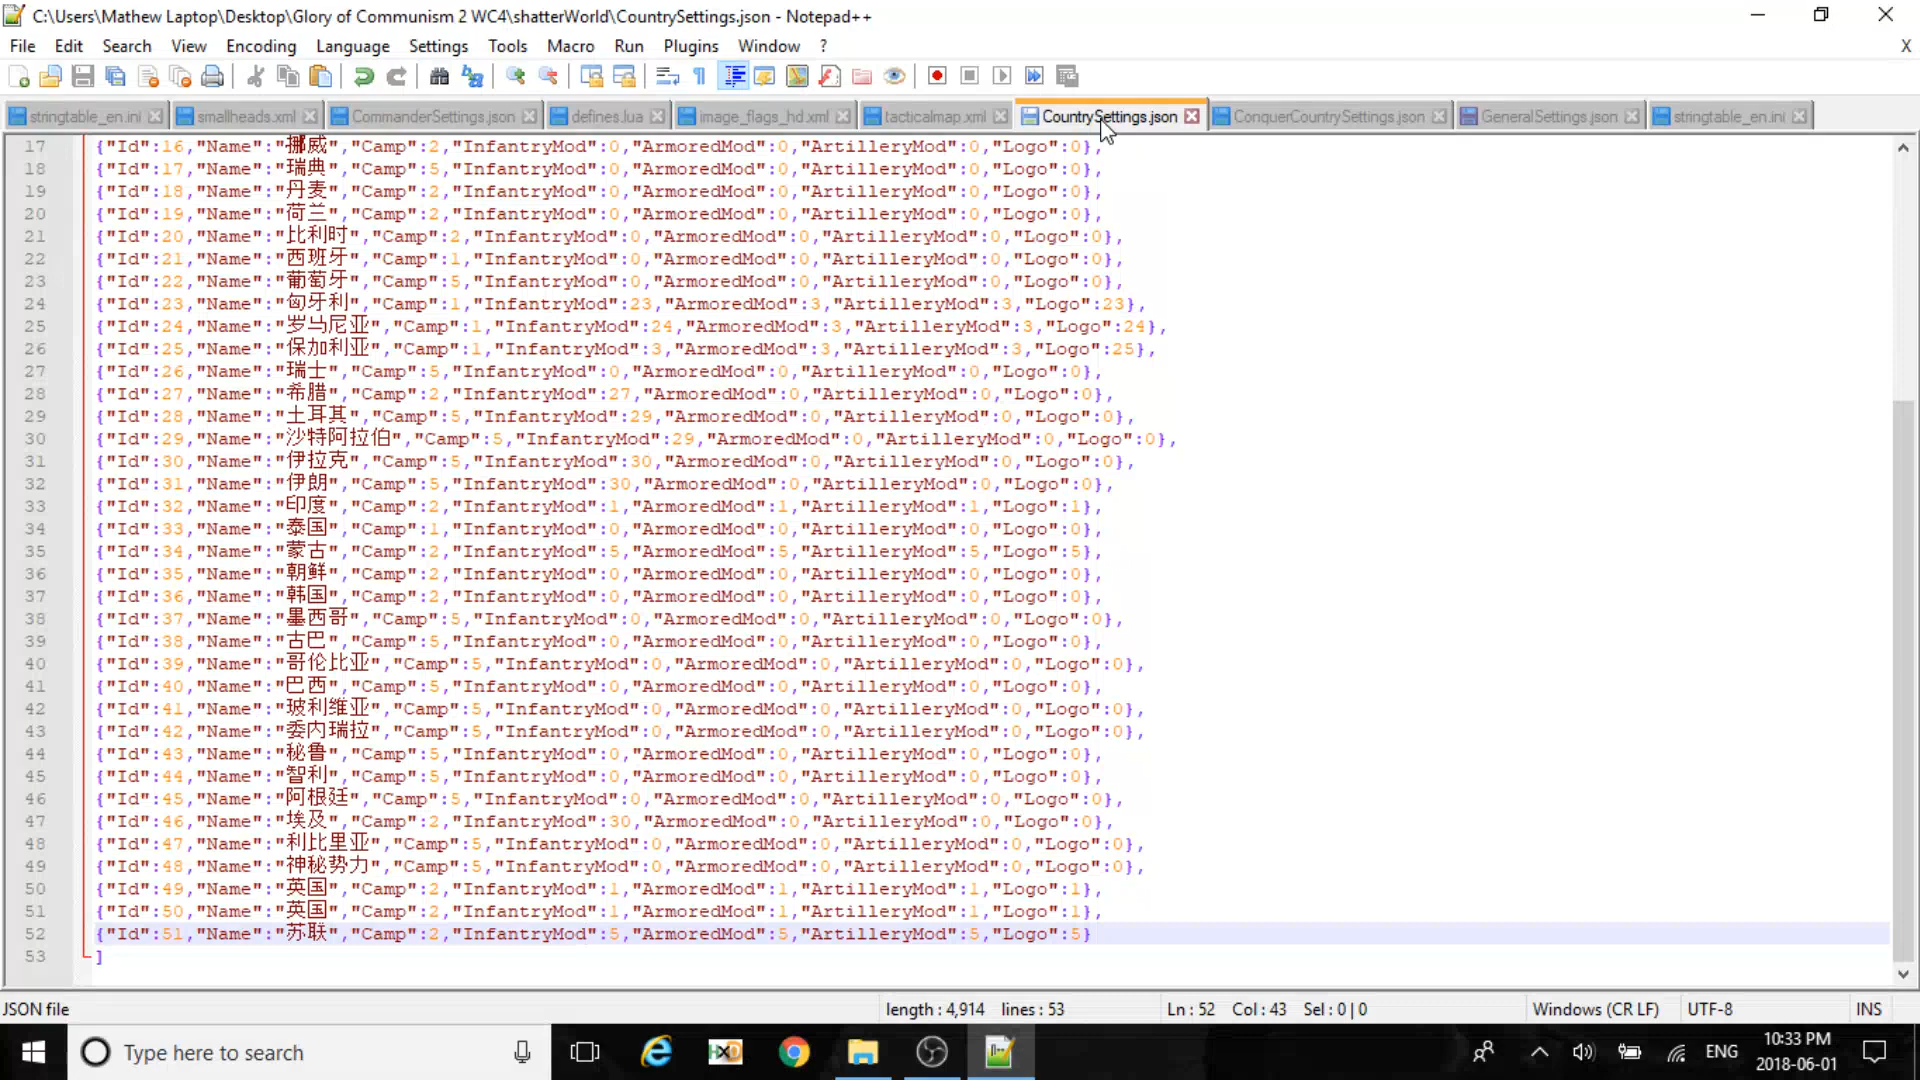 C:\Users\Mathew Laptop\Desktop\Glory of Communism 2 WC4\shatterWorld\CountrySettings.json - Notepad++
File Edit Search View Encoding Language Settings Tools Macro Run Plugins Window ? X
stringtable_en.ini smallheads.xml CommanderSettings.json defines.lua image_flags_hd.xml tacticalmap.xml CountrySettings.json ConquerCountrySettings.json GeneralSettings.json stringtable_en.ini
17 {"Id":16,"Name":"挪威","Camp":2,"InfantryMod":0,"ArmoredMod":0,"ArtilleryMod":0,"Logo":0},
18 {"Id":17,"Name":"瑞典","Camp":5,"InfantryMod":0,"ArmoredMod":0,"ArtilleryMod":0,"Logo":0},
19 {"Id":18,"Name":"丹麦","Camp":2,"InfantryMod":0,"ArmoredMod":0,"ArtilleryMod":0,"Logo":0},
20 {"Id":19,"Name":"荷兰","Camp":2,"InfantryMod":0,"ArmoredMod":0,"ArtilleryMod":0,"Logo":0},
21 {"Id":20,"Name":"比利时","Camp":2,"InfantryMod":0,"ArmoredMod":0,"ArtilleryMod":0,"Logo":0},
22 {"Id":21,"Name":"西班牙","Camp":1,"InfantryMod":0,"ArmoredMod":0,"ArtilleryMod":0,"Logo":0},
23 {"Id":22,"Name":"葡萄牙","Camp":5,"InfantryMod":0,"ArmoredMod":0,"ArtilleryMod":0,"Logo":0},
24 {"Id":23,"Name":"匈牙利","Camp":1,"InfantryMod":23,"ArmoredMod":3,"ArtilleryMod":3,"Logo":23},
25 {"Id":24,"Name":"罗马尼亚","Camp":1,"InfantryMod":24,"ArmoredMod":3,"ArtilleryMod":3,"Logo":24},
26 {"Id":25,"Name":"保加利亚","Camp":1,"InfantryMod":3,"ArmoredMod":3,"ArtilleryMod":3,"Logo":25},
27 {"Id":26,"Name":"瑞士","Camp":5,"InfantryMod":0,"ArmoredMod":0,"ArtilleryMod":0,"Logo":0},
28 {"Id":27,"Name":"希腊","Camp":2,"InfantryMod":27,"ArmoredMod":0,"ArtilleryMod":0,"Logo":0},
29 {"Id":28,"Name":"土耳其","Camp":5,"InfantryMod":29,"ArmoredMod":0,"ArtilleryMod":0,"Logo":0},
30 {"Id":29,"Name":"沙特阿拉伯","Camp":5,"InfantryMod":29,"ArmoredMod":0,"ArtilleryMod":0,"Logo":0},
31 {"Id":30,"Name":"伊拉克","Camp":5,"InfantryMod":30,"ArmoredMod":0,"ArtilleryMod":0,"Logo":0},
32 {"Id":31,"Name":"伊朗","Camp":5,"InfantryMod":30,"ArmoredMod":0,"ArtilleryMod":0,"Logo":0},
33 {"Id":32,"Name":"印度","Camp":2,"InfantryMod":1,"ArmoredMod":1,"ArtilleryMod":1,"Logo":1},
34 {"Id":33,"Name":"泰国","Camp":1,"InfantryMod":0,"ArmoredMod":0,"ArtilleryMod":0,"Logo":0},
35 {"Id":34,"Name":"蒙古","Camp":2,"InfantryMod":5,"ArmoredMod":5,"ArtilleryMod":5,"Logo":5},
36 {"Id":35,"Name":"朝鲜","Camp":2,"InfantryMod":0,"ArmoredMod":0,"ArtilleryMod":0,"Logo":0},
37 {"Id":36,"Name":"韩国","Camp":2,"InfantryMod":0,"ArmoredMod":0,"ArtilleryMod":0,"Logo":0},
38 {"Id":37,"Name":"墨西哥","Camp":5,"InfantryMod":0,"ArmoredMod":0,"ArtilleryMod":0,"Logo":0},
39 {"Id":38,"Name":"古巴","Camp":5,"InfantryMod":0,"ArmoredMod":0,"ArtilleryMod":0,"Logo":0},
40 {"Id":39,"Name":"哥伦比亚","Camp":5,"InfantryMod":0,"ArmoredMod":0,"ArtilleryMod":0,"Logo":0},
41 {"Id":40,"Name":"巴西","Camp":5,"InfantryMod":0,"ArmoredMod":0,"ArtilleryMod":0,"Logo":0},
42 {"Id":41,"Name":"玻利维亚","Camp":5,"InfantryMod":0,"ArmoredMod":0,"ArtilleryMod":0,"Logo":0},
43 {"Id":42,"Name":"委内瑞拉","Camp":5,"InfantryMod":0,"ArmoredMod":0,"ArtilleryMod":0,"Logo":0},
44 {"Id":43,"Name":"秘鲁","Camp":5,"InfantryMod":0,"ArmoredMod":0,"ArtilleryMod":0,"Logo":0},
45 {"Id":44,"Name":"智利","Camp":5,"InfantryMod":0,"ArmoredMod":0,"ArtilleryMod":0,"Logo":0},
46 {"Id":45,"Name":"阿根廷","Camp":5,"InfantryMod":0,"ArmoredMod":0,"ArtilleryMod":0,"Logo":0},
47 {"Id":46,"Name":"埃及","Camp":2,"InfantryMod":30,"ArmoredMod":0,"ArtilleryMod":0,"Logo":0},
48 {"Id":47,"Name":"利比里亚","Camp":5,"InfantryMod":0,"ArmoredMod":0,"ArtilleryMod":0,"Logo":0},
49 {"Id":48,"Name":"神秘势力","Camp":5,"InfantryMod":0,"ArmoredMod":0,"ArtilleryMod":0,"Logo":0},
50 {"Id":49,"Name":"英国","Camp":2,"InfantryMod":1,"ArmoredMod":1,"ArtilleryMod":1,"Logo":1},
51 {"Id":50,"Name":"英国","Camp":2,"InfantryMod":1,"ArmoredMod":1,"ArtilleryMod":1,"Logo":1},
52 {"Id":51,"Name":"苏联","Camp":2,"InfantryMod":5,"ArmoredMod":5,"ArtilleryMod":5,"Logo":5}
53 ]
JSON file length : 4,914 lines : 53 Ln : 52 Col : 43 Sel : 0 | 0 Windows (CR LF) UTF-8 INS
Type here to search HXD ENG 10:33 PM
2018-06-01